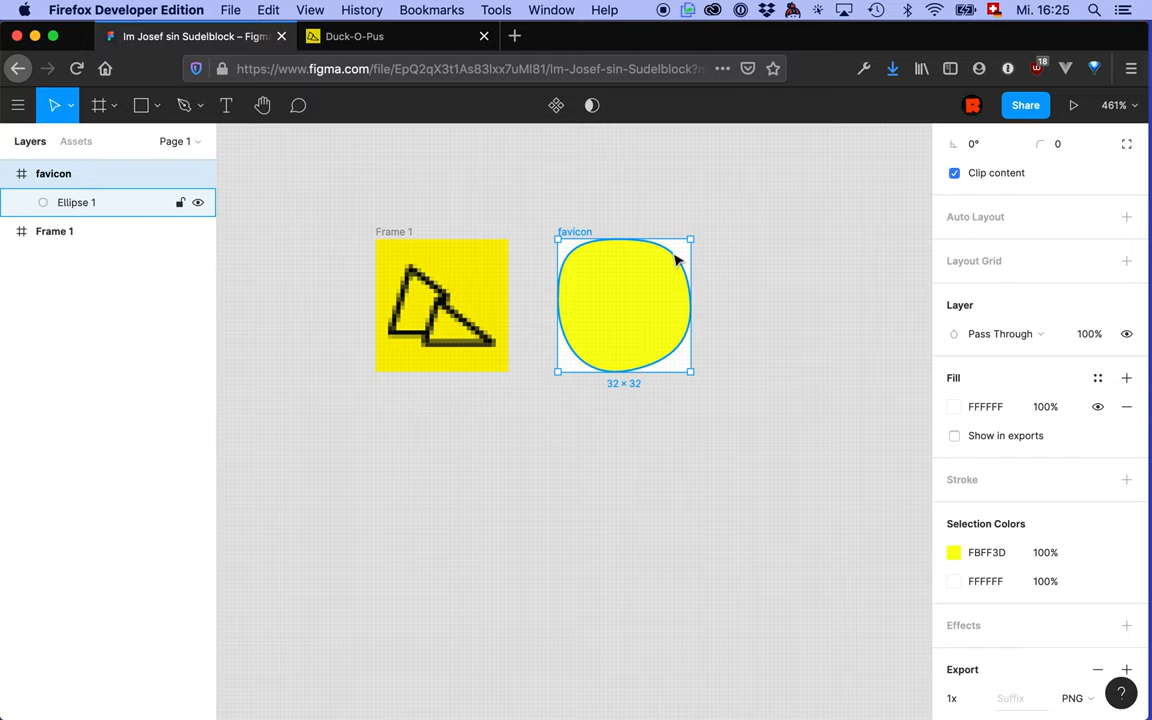 Firefox Developer Edition File Edit View History Bookmarks Tools Window Help Mi. 16:25
Im Josef sin Sudelblock – Figma Duck-O-Pus
18
https://www.figma.com/file/EpQ2qX3t1As83lxx7uMl81/Im-Josef-sin-Sudelblock?n
Share 461%
Layers Assets Page 1
0° 0
favicon
Clip content
Ellipse 1
Auto Layout
Frame 1
Frame 1 favicon
Layout Grid
Layer
Pass Through 100%
Fill
32 × 32
FFFFFF 100%
Show in exports
Stroke
Selection Colors
FBFF3D 100%
FFFFFF 100%
Effects
Export
1x Suffix PNG
?